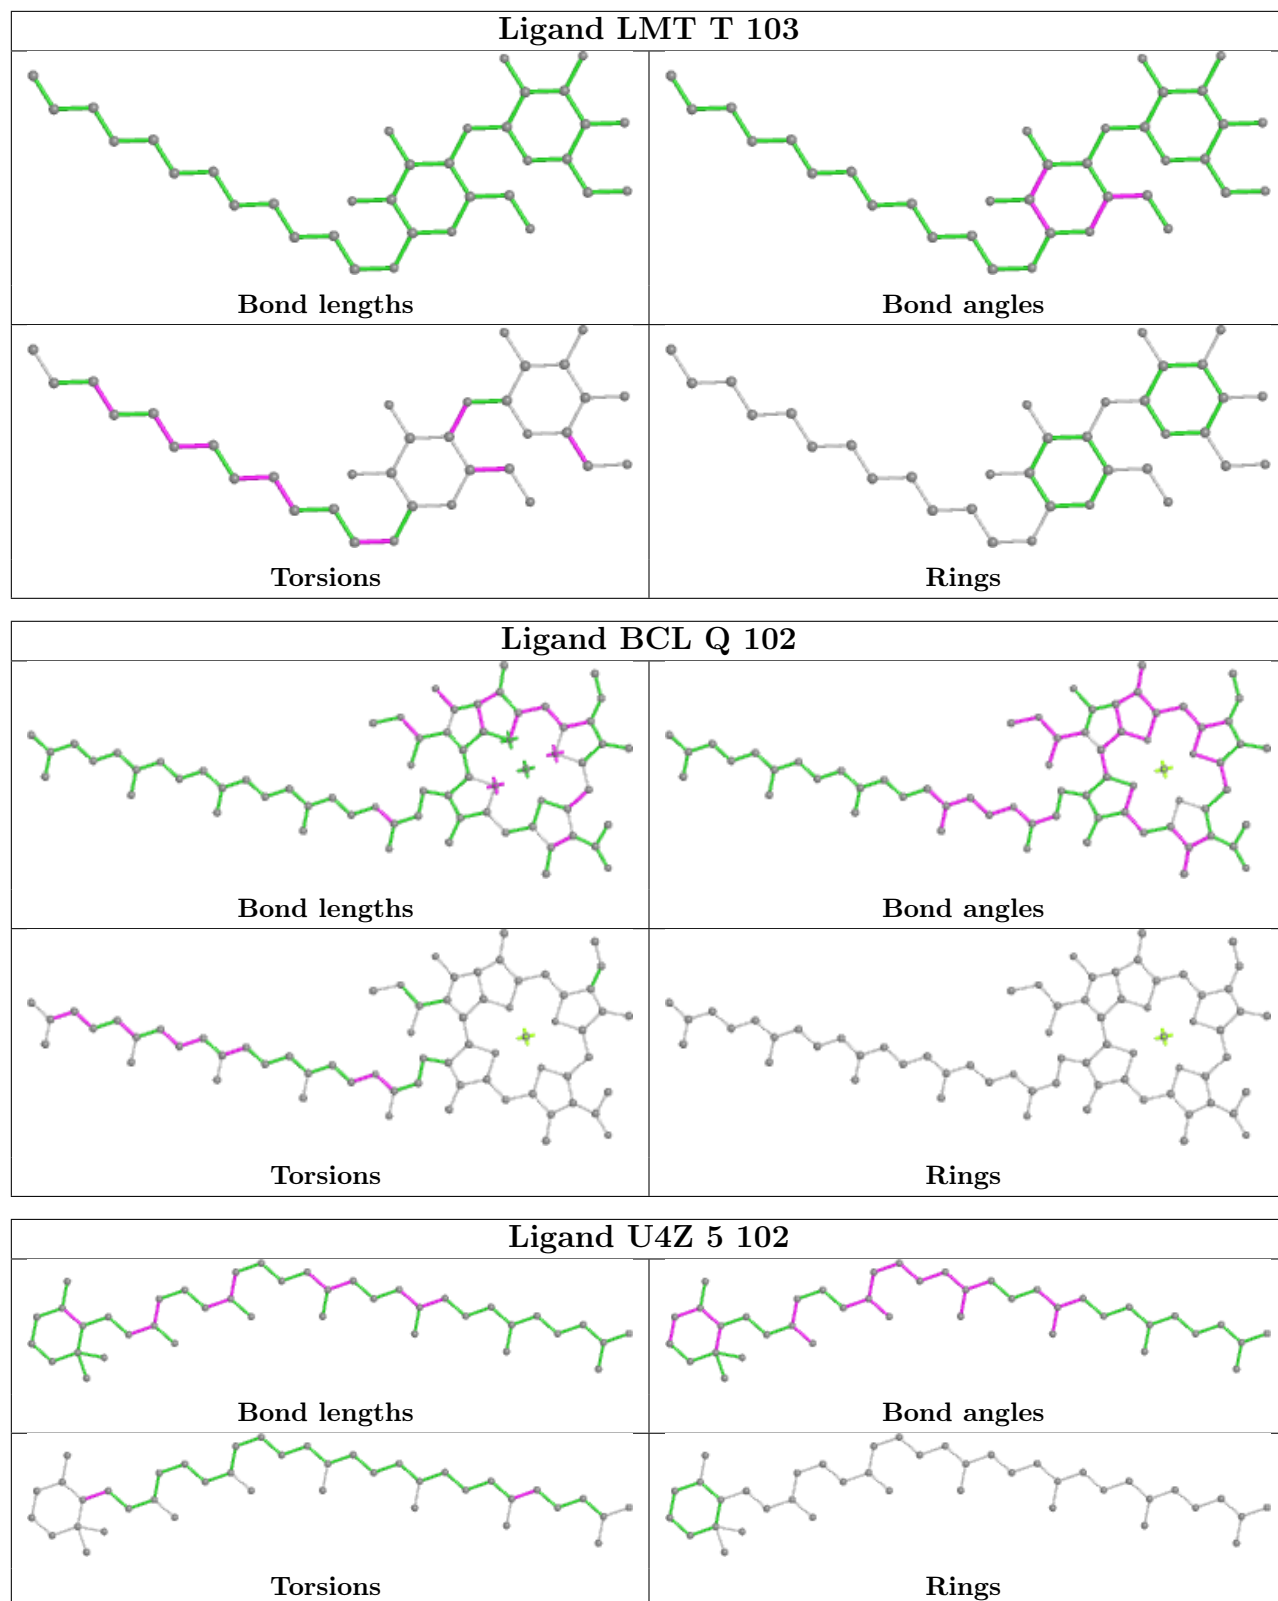 Ligand LMT T 103
Bond lengths
Bond angles
Torsions
Rings
Ligand BCL Q 102
Bond lengths
Bond angles
Torsions
Rings
Ligand U4Z 5 102
Bond lengths
Bond angles
Torsions
Rings